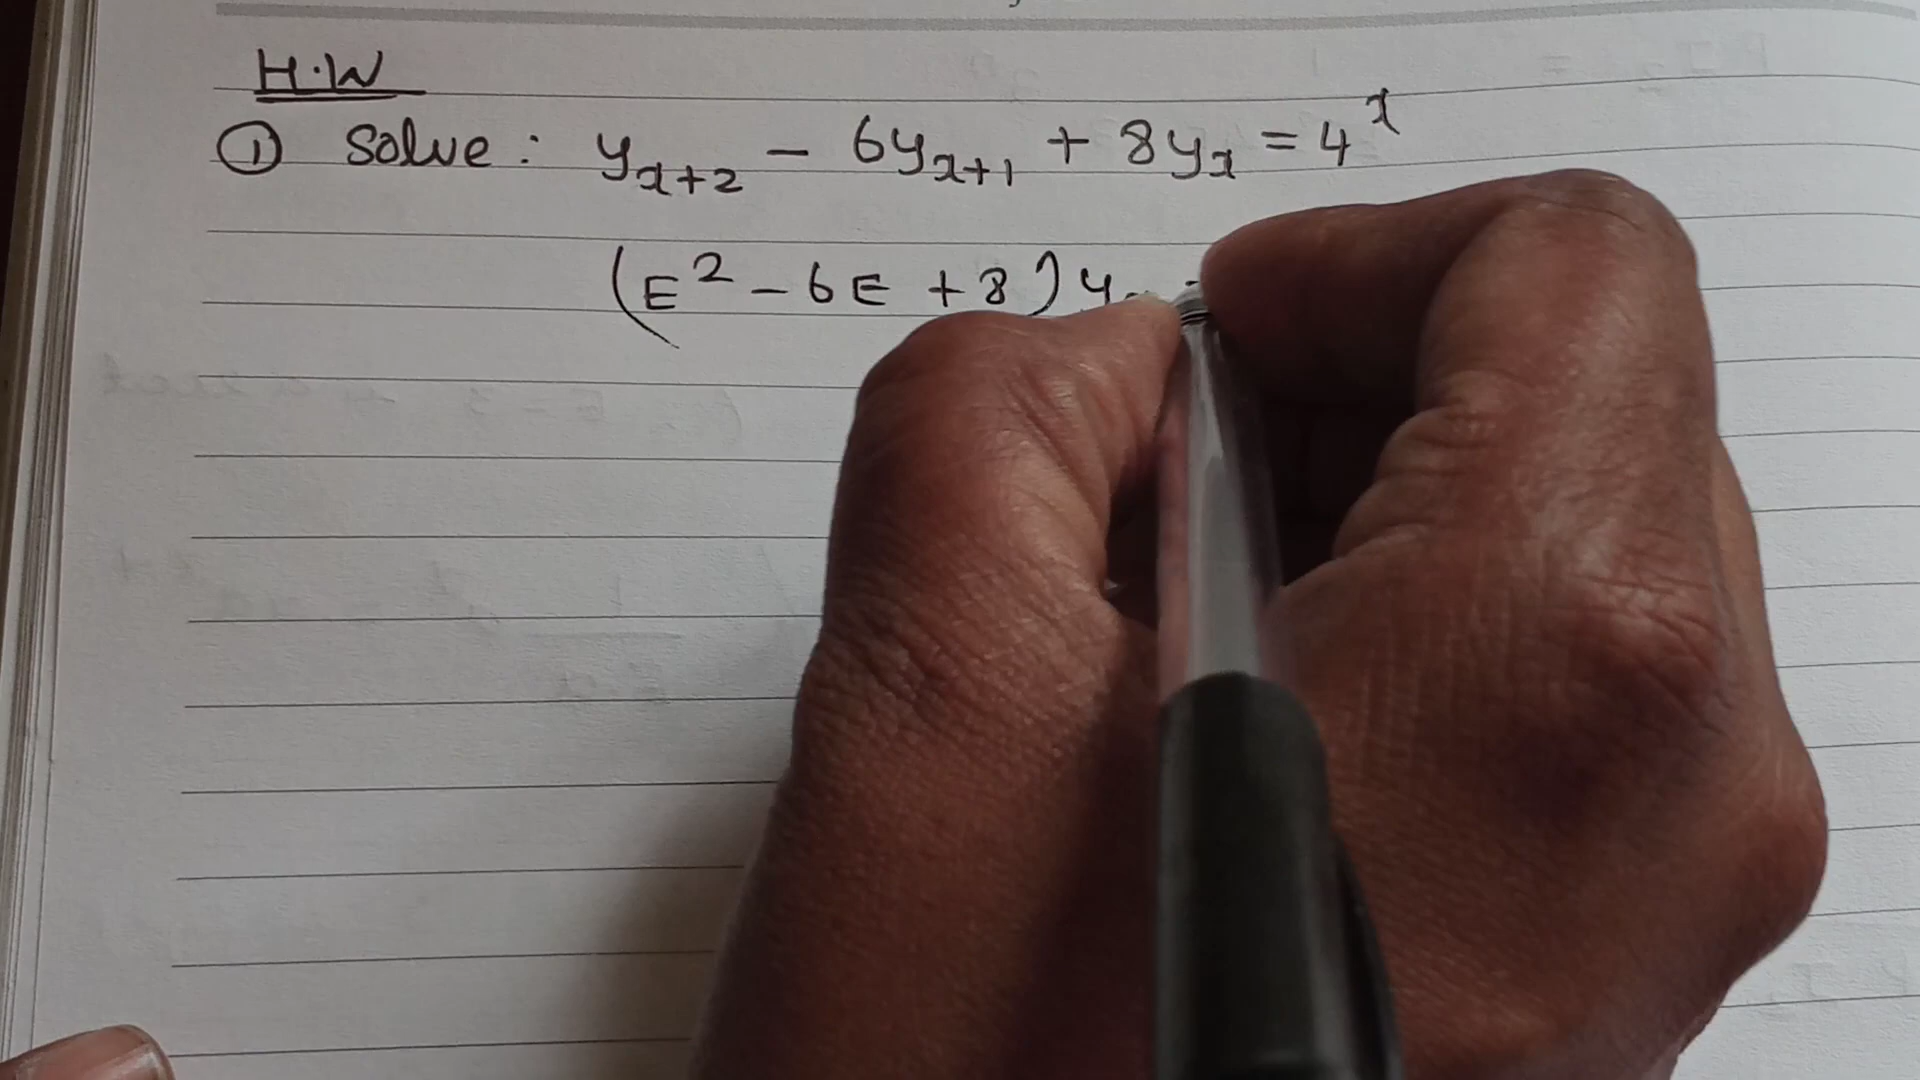 H.W
① Solve : y_{x+2} - 6y_{x+1} + 8y_x = 4^x
(E² - 6E + 8) y